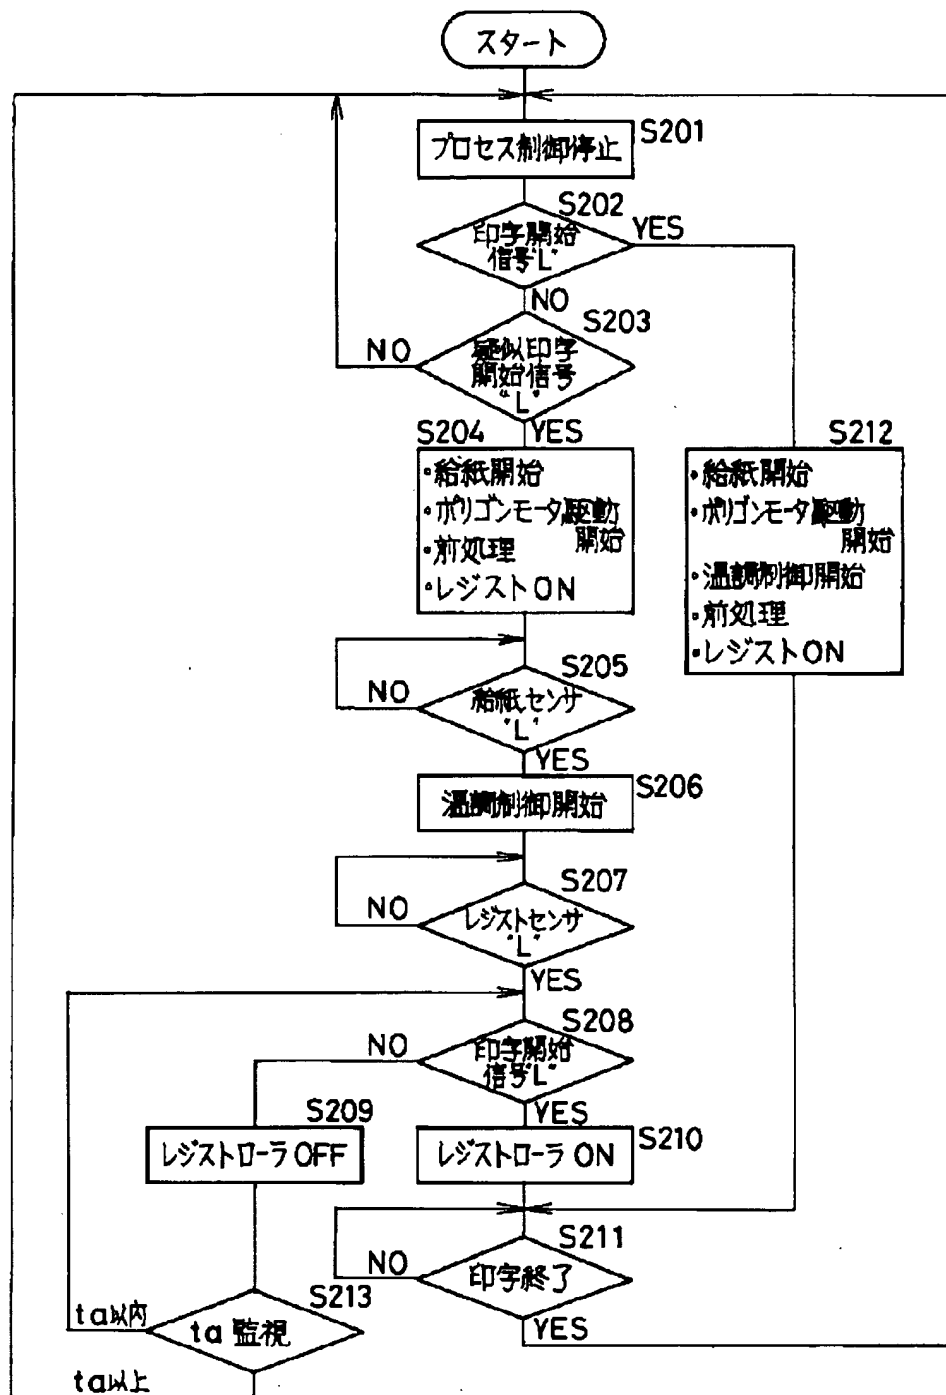 スタート
S201
プロセス制御停止
S202
印字開始
信号"L"
YES
NO
S203
疑似印字
開始信号
"L"
NO
YES
S204
・給紙開始
・ポリゴンモータ駆動
開始
・前処理
・レジストON
S212
・給紙開始
・ポリゴンモータ駆動
開始
・温調制御開始
・前処理
・レジストON
S205
給紙センサ
"L"
NO
YES
S206
温調制御開始
S207
レジストセンサ
"L"
NO
YES
S208
印字開始
信号"L"
NO
YES
S209
レジストローラ OFF
S210
レジストローラ ON
S211
印字終了
NO
YES
S213
ta 監視
ta以内
ta以上